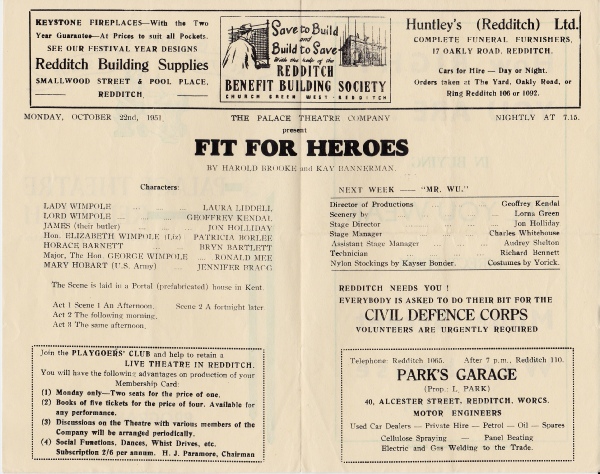 KEYSTONE FIREPLACES—With the Two
Year Guarantee—At Prices to suit all Pockets.
SEE OUR FESTIVAL YEAR DESIGNS
Redditch Building Supplies
SMALLWOOD STREET & POOL PLACE,
REDDITCH.
Save to Build
and
Build to Save
With the help of the
REDDITCH
BENEFIT BUILDING SOCIETY
CHURCH GREEN WEST - REDDITCH
Huntley's (Redditch) Ltd.
COMPLETE FUNERAL FURNISHERS,
17 OAKLY ROAD, REDDITCH.
Cars for Hire — Day or Night.
Orders taken at The Yard, Oakly Road, or
Ring Redditch 106 or 1092.
MONDAY, OCTOBER 22nd, 1951. THE PALACE THEATRE COMPANY NIGHTLY AT 7.15.
present
FIT FOR HEROES
BY HAROLD BROOKE and KAY BANNERMAN.
Characters:
LADY WIMPOLE ... LAURA LIDDELL
LORD WIMPOLE ... GEOFFREY KENDAL
JAMES (their butler) ... JON HOLLIDAY
Hon. ELIZABETH WIMPOLE (Liz) PATRICIA BORLEE
HORACE BARNETT BRYN BARTLETT
Major, The Hon. GEORGE WIMPOLE RONALD MEE
MARY HOBART (U.S. Army) JENNIFER BRAGG
The Scene is laid in a Portal (prefabricated) house in Kent.
Act 1 Scene 1 An Afternoon. Scene 2 A fortnight later
Act 2 The following morning.
Act 3 The same afternoon.
Join the PLAYGOERS' CLUB and help to retain a
LIVE THEATRE IN REDDITCH.
You will have the following advantages on production of your
Membership Card:
(1) Monday only—Two seats for the price of one.
(2) Books of five tickets for the price of four. Available for
any performance.
(3) Discussions on the Theatre with various members of the
Company will be arranged periodically.
(4) Social Functions, Dances, Whist Drives, etc.
Subscription 2/6 per annum. H. J. Paramore, Chairman
NEXT WEEK — "MR. WU."
Director of Productions Geoffrey Kendal
Scenery by ... Lorna Green
Stage Director ... Jon Holliday
Stage Manager ... Charles Whitehouse
Assistant Stage Manager ... Audrey Shelton
Technician ... Richard Bennett
Nylon Stockings by Kayser Bonder. Costumes by Yorick.
REDDITCH NEEDS YOU !
EVERYBODY IS ASKED TO DO THEIR BIT FOR THE
CIVIL DEFENCE CORPS
VOLUNTEERS ARE URGENTLY REQUIRED
Telephone: Redditch 1065. After 7 p.m., Redditch 110.
PARK'S GARAGE
(Prop.: I. PARK)
40, ALCESTER STREET, REDDITCH, WORCS.
MOTOR ENGINEERS
Used Car Dealers — Private Hire — Petrol — Oil — Spares
Cellulose Spraying — Panel Beating
Electric and Gas Welding to the Trade.